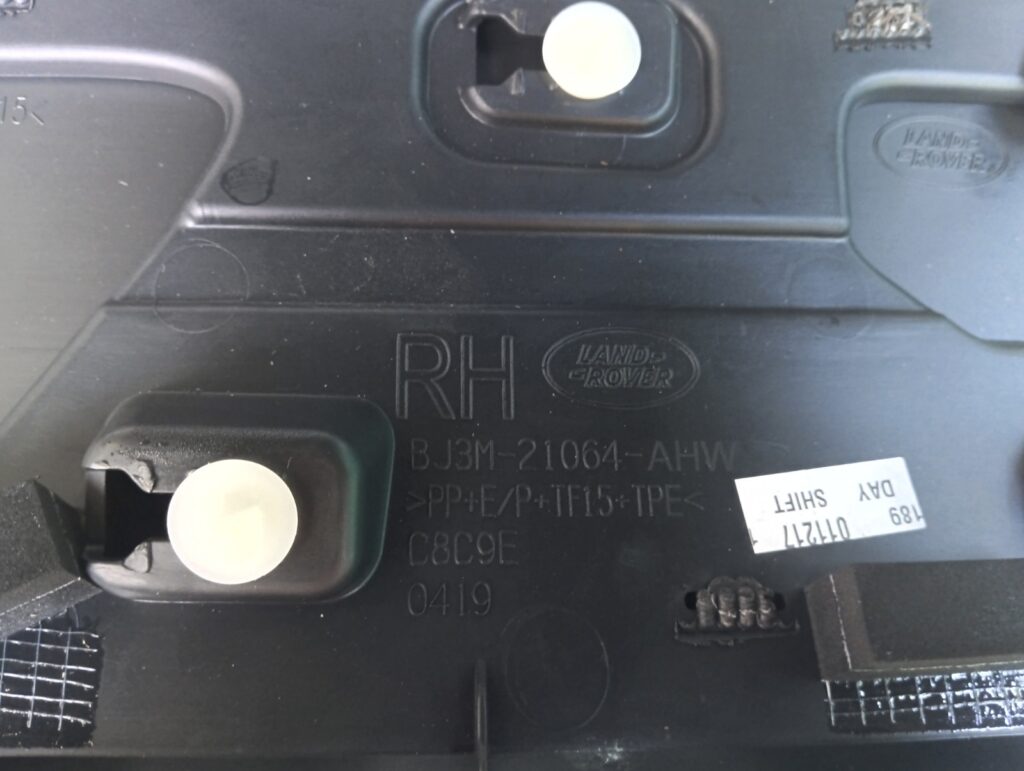 15<
LAND-
-ROVER
RH
LAND-
-ROVER
BJ3M-21064-AHW
>PP+E/P+TF15+TPE<
C8C9E
0419
189
DAY SHIFT
011217